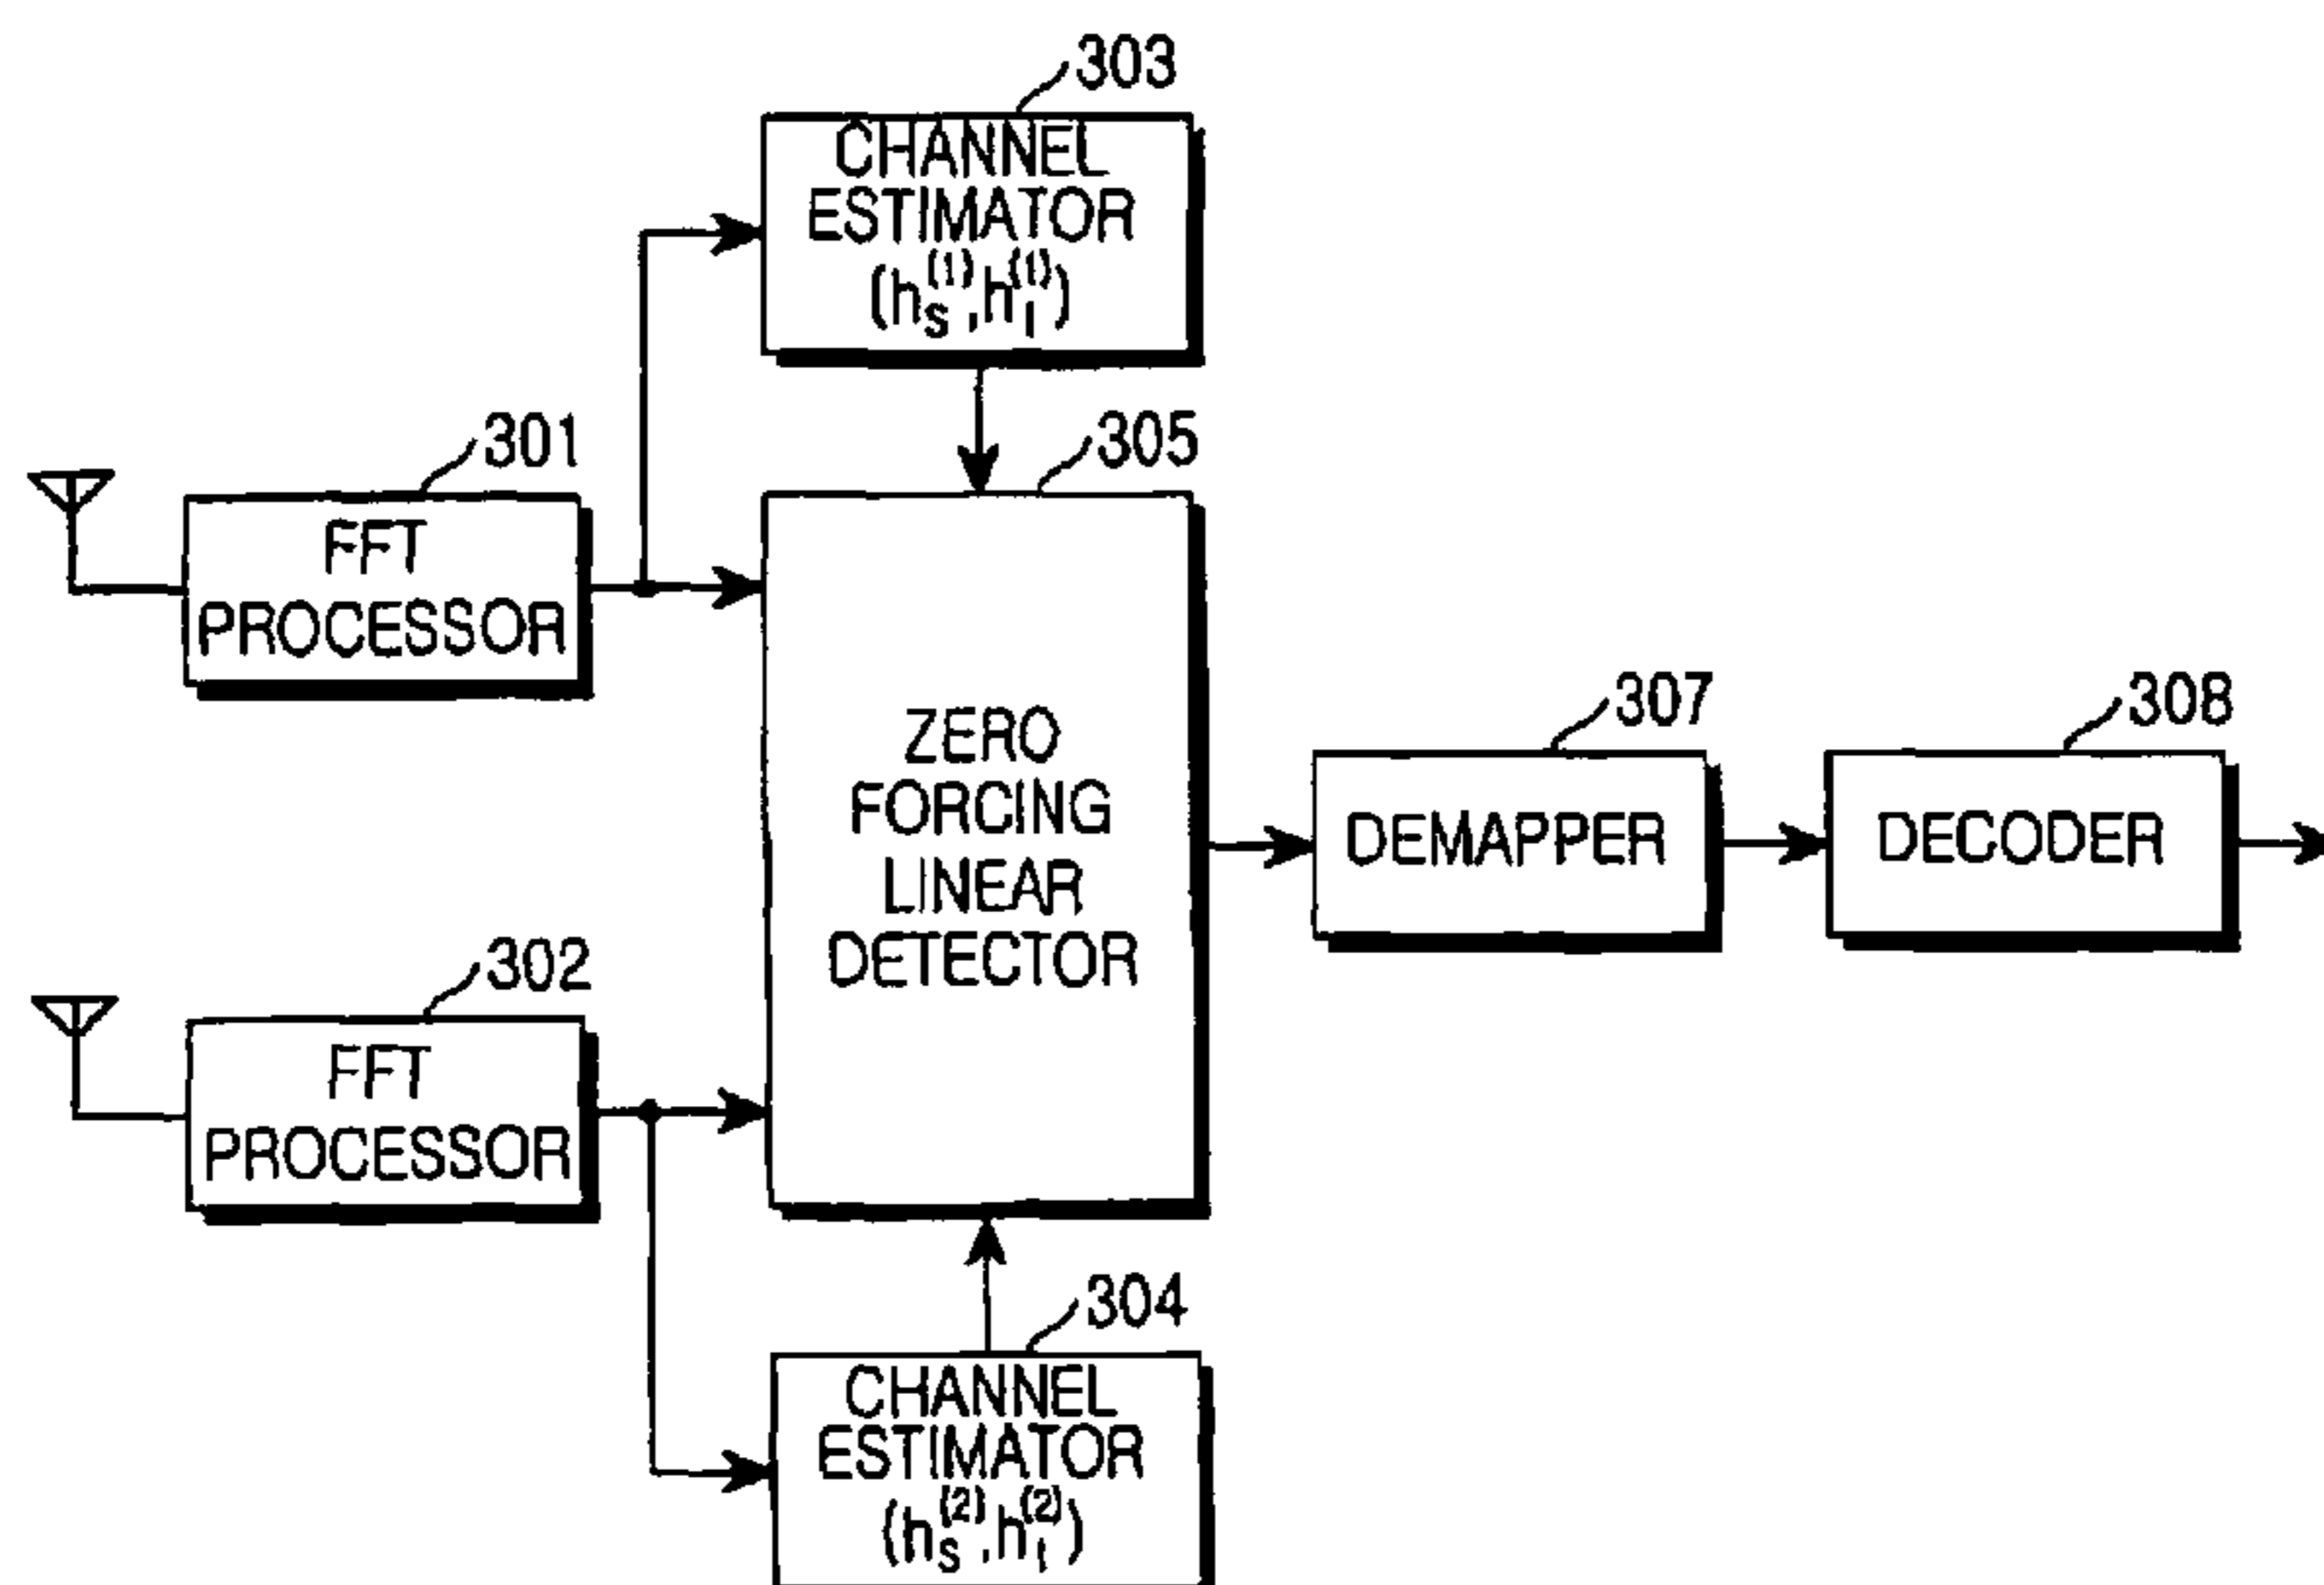 303
CHANNEL
ESTIMATOR
(h_s^(1), h_I^(1))
301
FFT
PROCESSOR
305
ZERO
FORCING
LINEAR
DETECTOR
307
DEMAPPER
308
DECODER
302
FFT
PROCESSOR
304
CHANNEL
ESTIMATOR
(h_s^(2), h_I^(2))